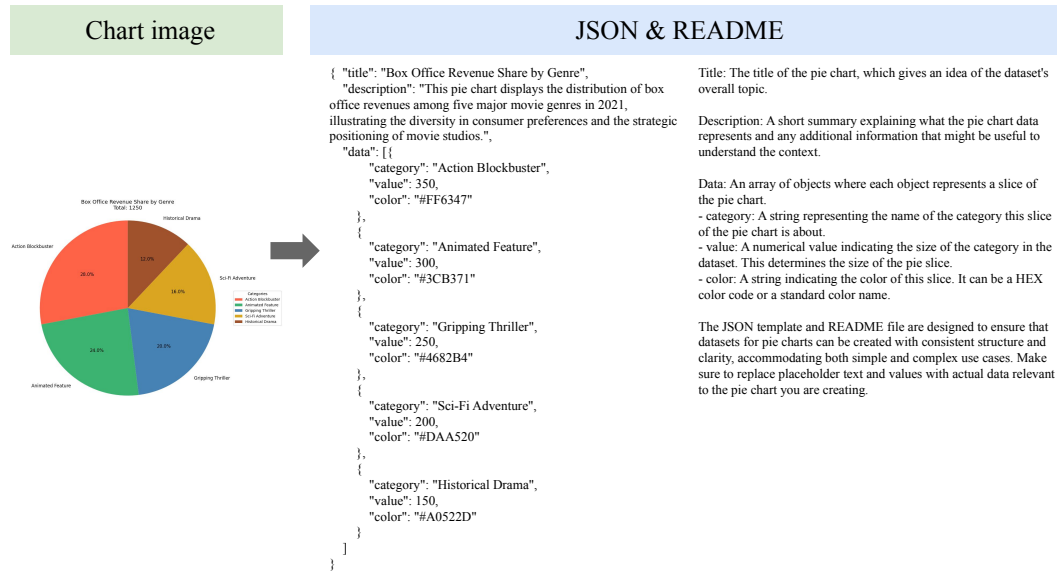 Chart image
JSON & README
Box Office Revenue Share by Genre
Total: 1250
Historical Drama
Action Blockbuster
12.0%
28.0%
Sci-Fi Adventure
16.0%
Categories
Action Blockbuster
Animated Feature
Gripping Thriller
Sci-Fi Adventure
Historical Drama
24.0%
20.0%
Gripping Thriller
Animated Feature
{ "title": "Box Office Revenue Share by Genre",
"description": "This pie chart displays the distribution of box
office revenues among five major movie genres in 2021,
illustrating the diversity in consumer preferences and the strategic
positioning of movie studios.",
"data": [{
"category": "Action Blockbuster",
"value": 350,
"color": "#FF6347"
},
{
"category": "Animated Feature",
"value": 300,
"color": "#3CB371"
},
{
"category": "Gripping Thriller",
"value": 250,
"color": "#4682B4"
},
{
"category": "Sci-Fi Adventure",
"value": 200,
"color": "#DAA520"
},
{
"category": "Historical Drama",
"value": 150,
"color": "#A0522D"
}
]
}
Title: The title of the pie chart, which gives an idea of the dataset's
overall topic.
Description: A short summary explaining what the pie chart data
represents and any additional information that might be useful to
understand the context.
Data: An array of objects where each object represents a slice of
the pie chart.
- category: A string representing the name of the category this slice
of the pie chart is about.
- value: A numerical value indicating the size of the category in the
dataset. This determines the size of the pie slice.
- color: A string indicating the color of this slice. It can be a HEX
color code or a standard color name.
The JSON template and README file are designed to ensure that
datasets for pie charts can be created with consistent structure and
clarity, accommodating both simple and complex use cases. Make
sure to replace placeholder text and values with actual data relevant
to the pie chart you are creating.